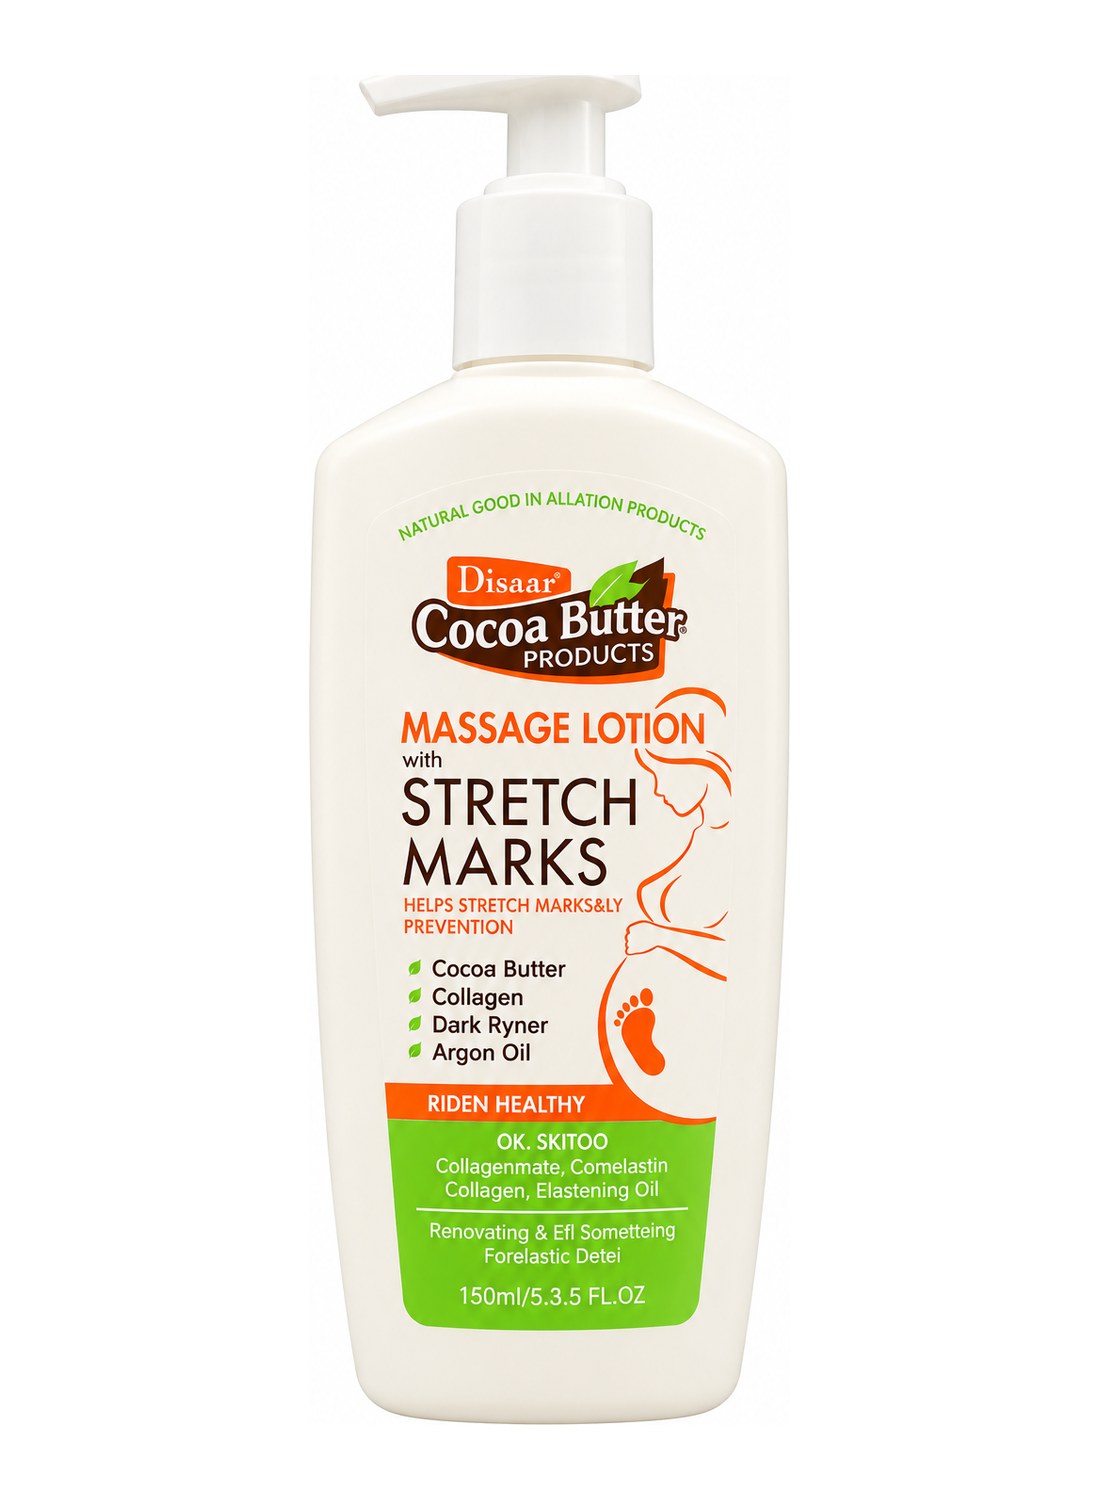 NATURAL GOOD IN ALLATION PRODUCTS
Disaar®
Cocoa Butter®
PRODUCTS
MASSAGE LOTION
with
STRETCH
MARKS
HELPS STRETCH MARKS&LY
PREVENTION
Cocoa Butter
Collagen
Dark Ryner
Argon Oil
RIDEN HEALTHY
OK. SKITOO
Collagenmate, Comelastin
Collagen, Elastening Oil
Renovating & Efl Sometteing
Forelastic Detei
150ml/5.3.5 FL.OZ